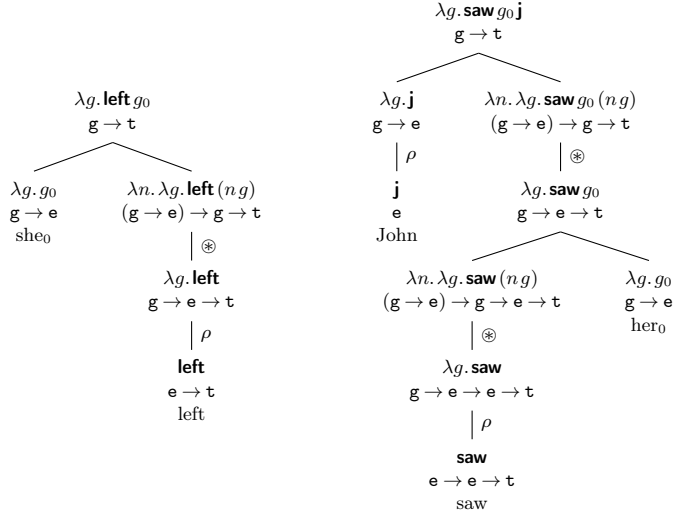 λg. left g₀
g → t
λg. g₀
g → e
she₀
λn. λg. left (n g)
(g → e) → g → t
⊛
λg. left
g → e → t
ρ
left
e → t
left
λg. saw g₀ j
g → t
λg. j
g → e
ρ
j
e
John
λn. λg. saw g₀ (n g)
(g → e) → g → t
⊛
λg. saw g₀
g → e → t
λn. λg. saw (n g)
(g → e) → g → e → t
⊛
λg. saw
g → e → e → t
ρ
saw
e → e → t
saw
λg. g₀
g → e
her₀